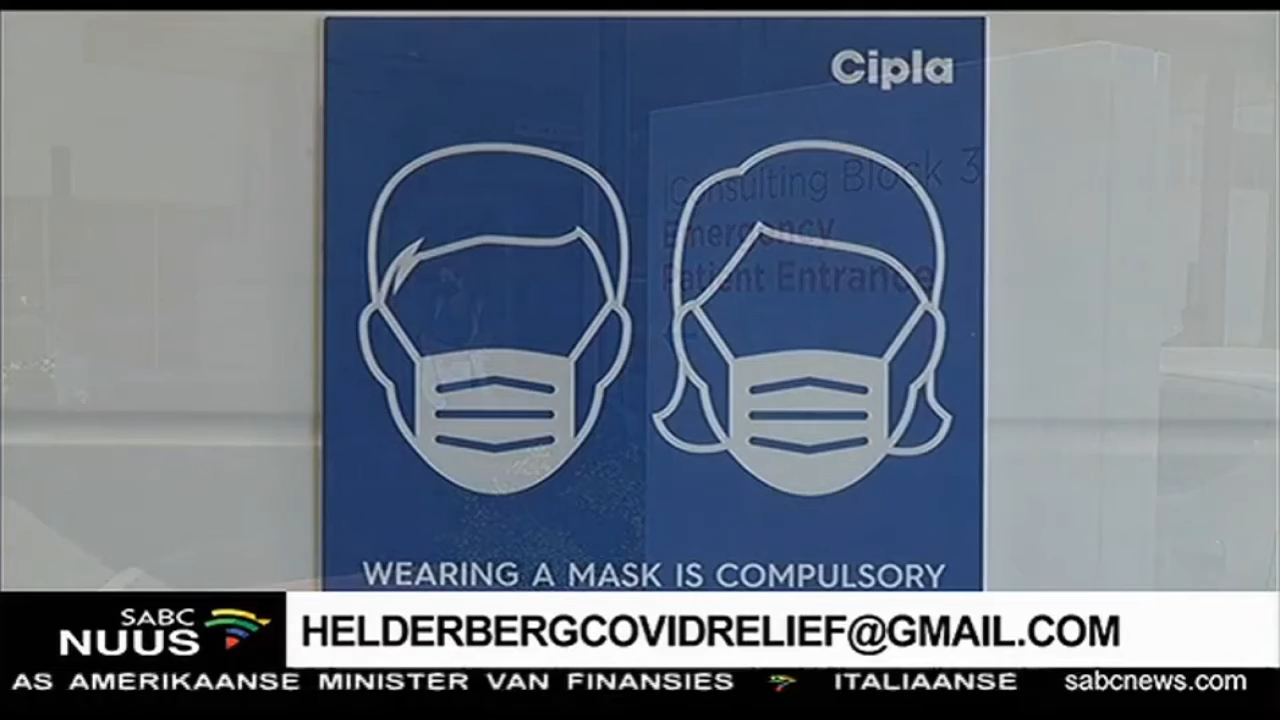 Cipla
Consulting Block 3
Emergency
Patient Entrance
WEARING A MASK IS COMPULSORY
SABC
NUUS
HELDERBERGCOVIDRELIEF@GMAIL.COM
AS AMERIKAANSE MINISTER VAN FINANSIES ITALIAANSE
sabcnews.com